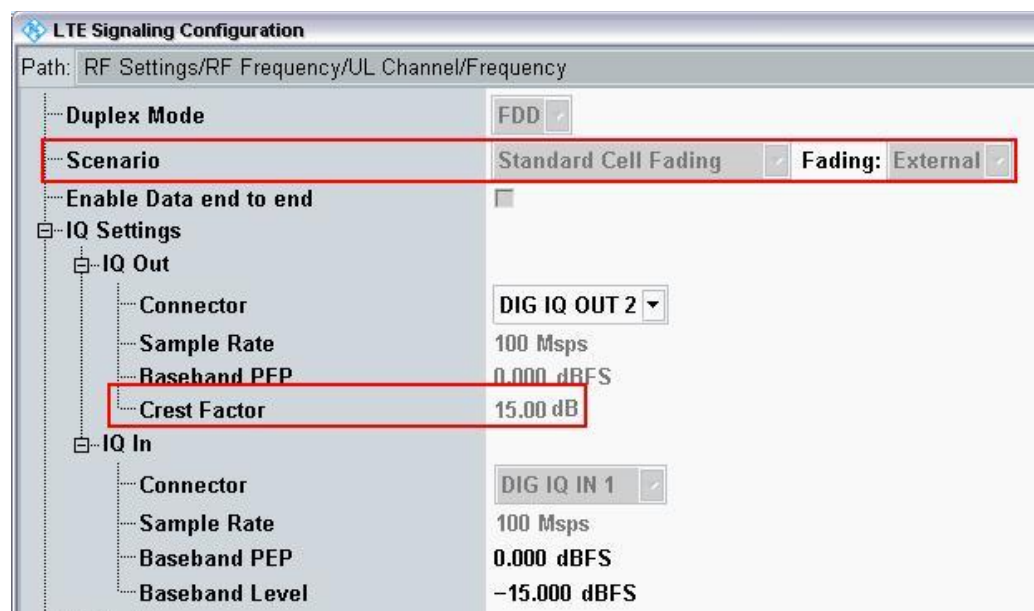 LTE Signaling Configuration
Path: RF Settings/RF Frequency/UL Channel/Frequency
Duplex Mode FDD
Scenario Standard Cell Fading Fading: External
Enable Data end to end
IQ Settings
IQ Out
Connector DIG IQ OUT 2
Sample Rate 100 Msps
Baseband PEP 0.000 dBFS
Crest Factor 15.00 dB
IQ In
Connector DIG IQ IN 1
Sample Rate 100 Msps
Baseband PEP 0.000 dBFS
Baseband Level −15.000 dBFS